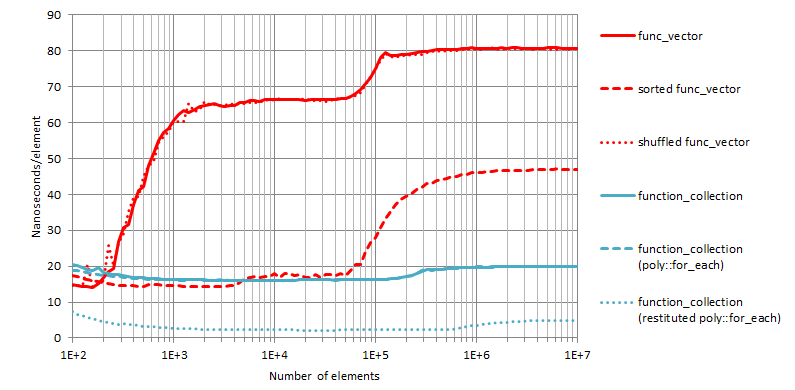 90
80
70
60
50
40
30
20
10
0
Nanoseconds/element
1E+2 1E+3 1E+4 1E+5 1E+6 1E+7
Number of elements
func_vector
sorted func_vector
shuffled func_vector
function_collection
function_collection
(poly::for_each)
function_collection
(restituted poly::for_each)